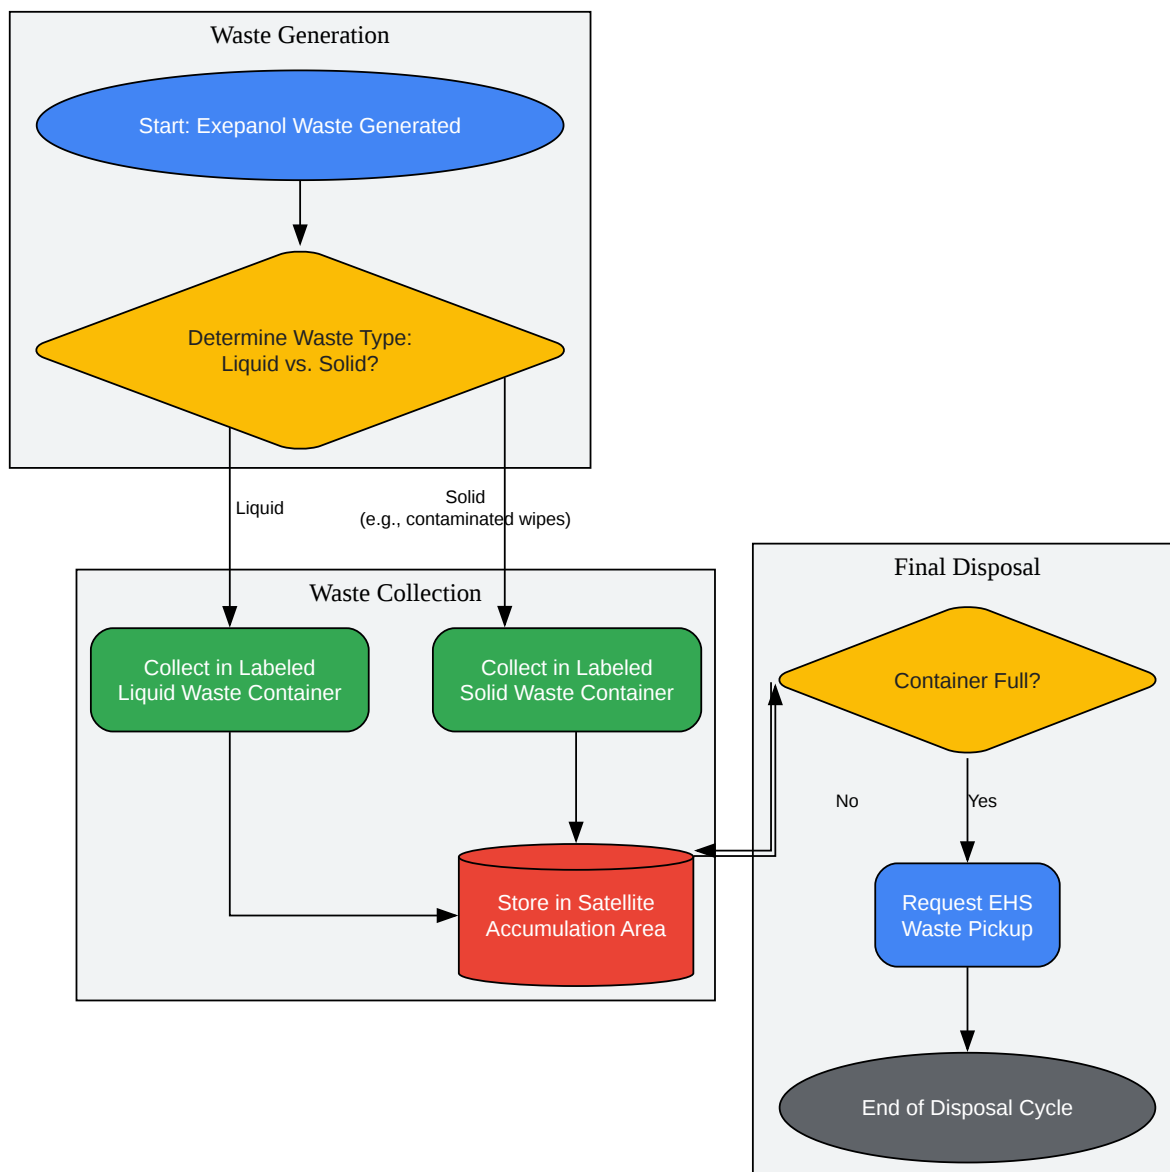 Waste Generation
Start: Exepanol Waste Generated
Determine Waste Type:
Liquid vs. Solid?
Liquid
Solid
(e.g., contaminated wipes)
Waste Collection
Collect in Labeled
Liquid Waste Container
Collect in Labeled
Solid Waste Container
Store in Satellite
Accumulation Area
Final Disposal
Container Full?
No
Yes
Request EHS
Waste Pickup
End of Disposal Cycle